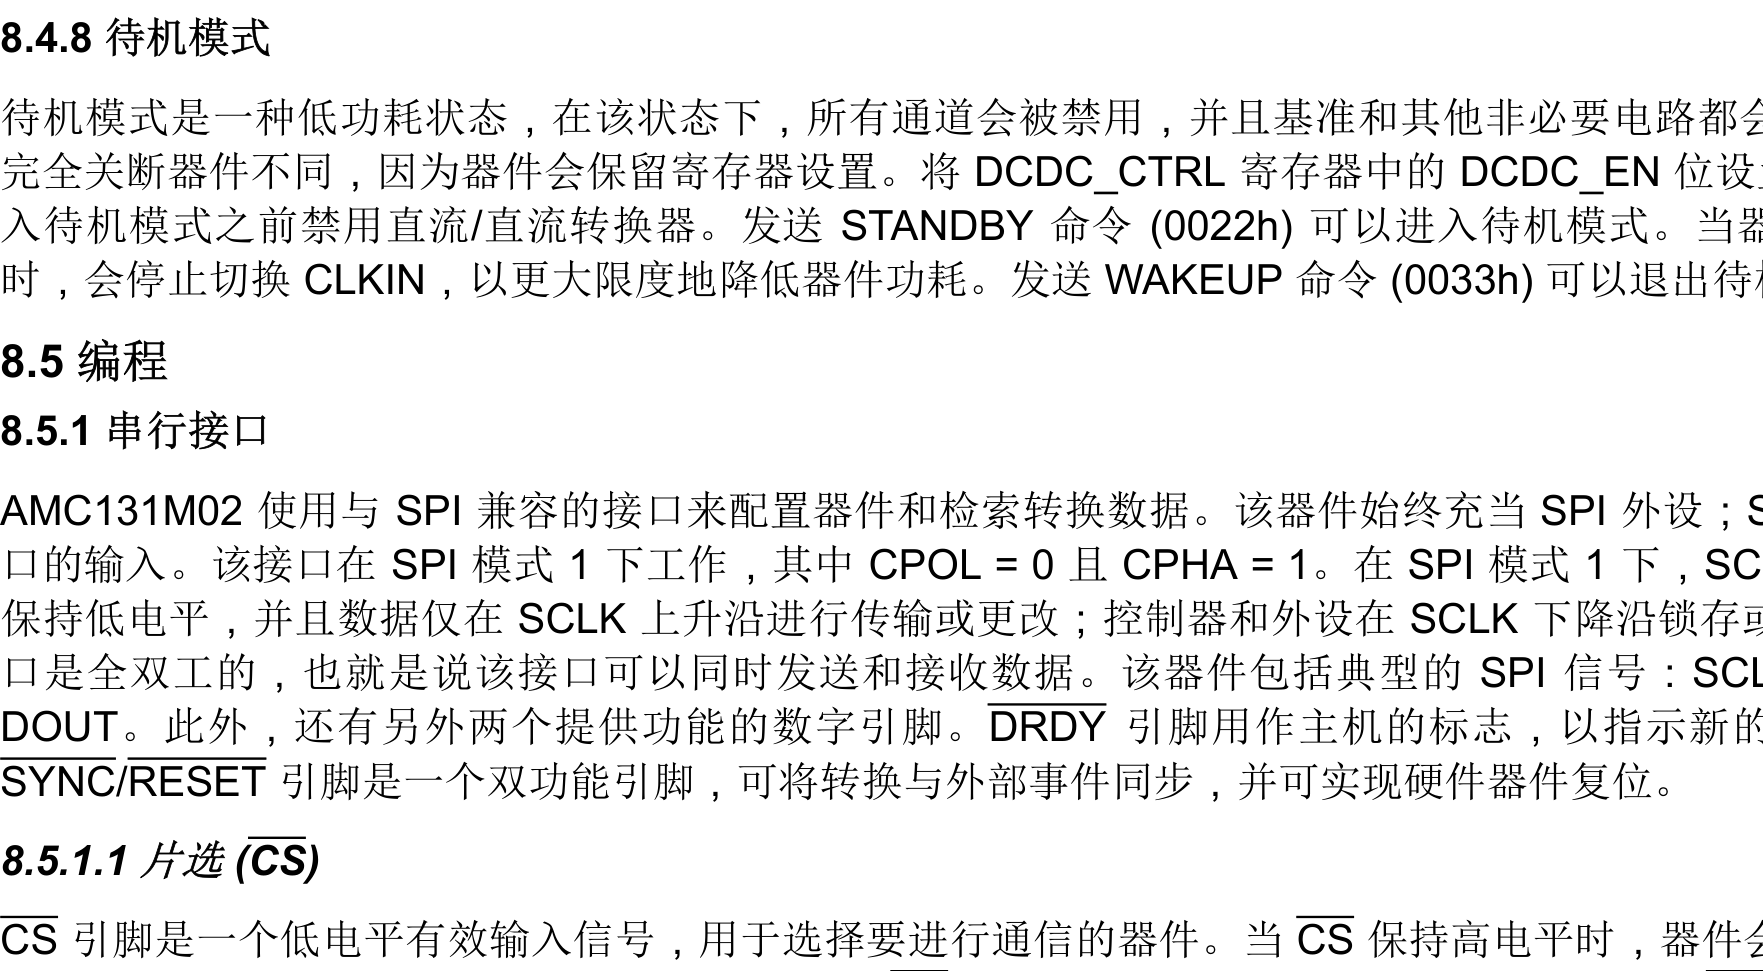 8.4.8 待机模式
待机模式是一种低功耗状态，在该状态下，所有通道会被禁用，并且基准和其他非必要电路都会
完全关断器件不同，因为器件会保留寄存器设置。将 DCDC_CTRL 寄存器中的 DCDC_EN 位设
入待机模式之前禁用直流/直流转换器。发送 STANDBY 命令 (0022h) 可以进入待机模式。当器
时，会停止切换 CLKIN，以更大限度地降低器件功耗。发送 WAKEUP 命令 (0033h) 可以退出待
8.5 编程
8.5.1 串行接口
AMC131M02 使用与 SPI 兼容的接口来配置器件和检索转换数据。该器件始终充当 SPI 外设；S
口的输入。该接口在 SPI 模式 1 下工作，其中 CPOL = 0 且 CPHA = 1。在 SPI 模式 1 下，SC
保持低电平，并且数据仅在 SCLK 上升沿进行传输或更改；控制器和外设在 SCLK 下降沿锁存或
口是全双工的，也就是说该接口可以同时发送和接收数据。该器件包括典型的 SPI 信号：SCL
DOUT。此外，还有另外两个提供功能的数字引脚。DRDY 引脚用作主机的标志，以指示新的
SYNC/RESET 引脚是一个双功能引脚，可将转换与外部事件同步，并可实现硬件器件复位。
8.5.1.1 片选 (CS)
CS 引脚是一个低电平有效输入信号，用于选择要进行通信的器件。当 CS 保持高电平时，器件会